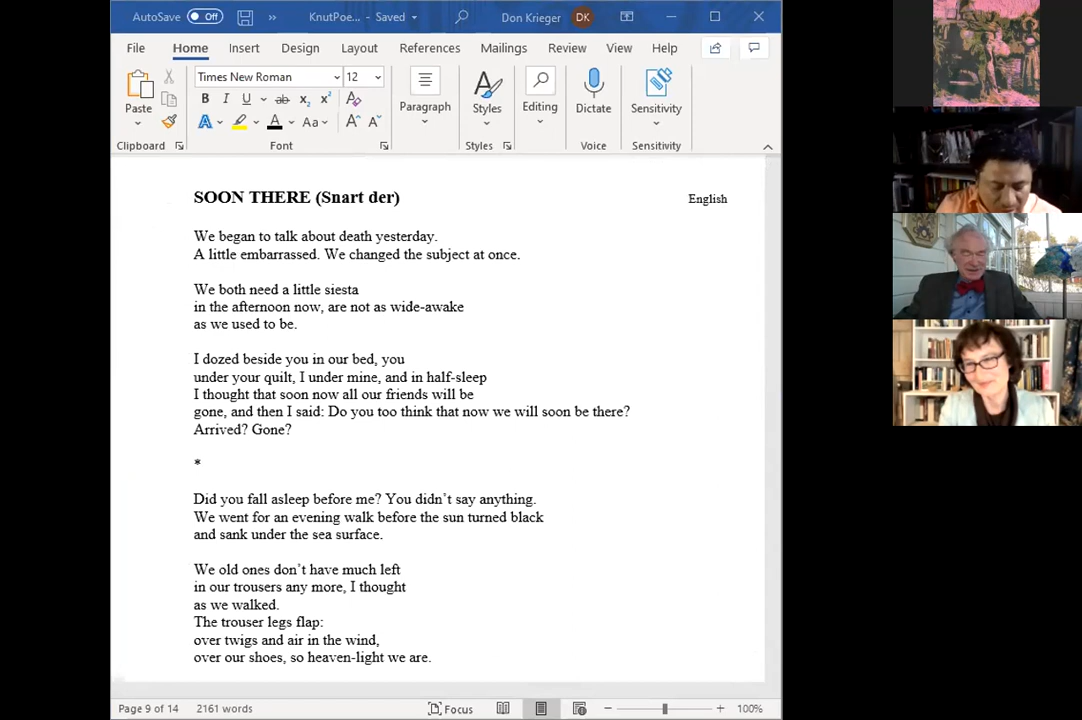 AutoSave Off KnutPoe... - Saved Don Krieger DK
File Home Insert Design Layout References Mailings Review View Help
Times New Roman 12
Paste Paragraph Styles Editing Dictate Sensitivity
B I U ab x₂ x² A
A A Aa A A
Clipboard Font Styles Voice Sensitivity
SOON THERE (Snart der) English
We began to talk about death yesterday.
A little embarrassed. We changed the subject at once.
We both need a little siesta
in the afternoon now, are not as wide-awake
as we used to be.
I dozed beside you in our bed, you
under your quilt, I under mine, and in half-sleep
I thought that soon now all our friends will be
gone, and then I said: Do you too think that now we will soon be there?
Arrived? Gone?
*
Did you fall asleep before me? You didn't say anything.
We went for an evening walk before the sun turned black
and sank under the sea surface.
We old ones don't have much left
in our trousers any more, I thought
as we walked.
The trouser legs flap:
over twigs and air in the wind,
over our shoes, so heaven-light we are.
Page 9 of 14 2161 words Focus 100%